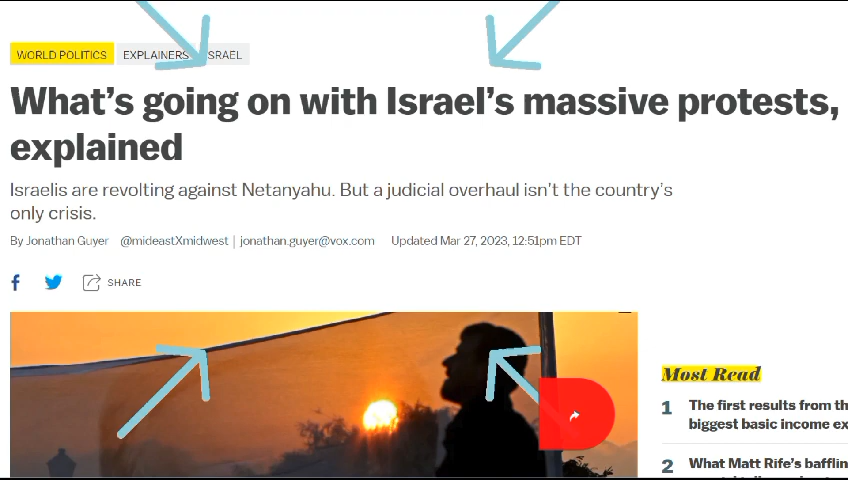 WORLD POLITICS EXPLAINERS ISRAEL
What's going on with Israel's massive protests,
explained
Israelis are revolting against Netanyahu. But a judicial overhaul isn't the country's
only crisis.
By Jonathan Guyer @mideastXmidwest | jonathan.guyer@vox.com Updated Mar 27, 2023, 12:51pm EDT
SHARE
Most Read
1 The first results from th
biggest basic income ex
2 What Matt Rife's bafflin